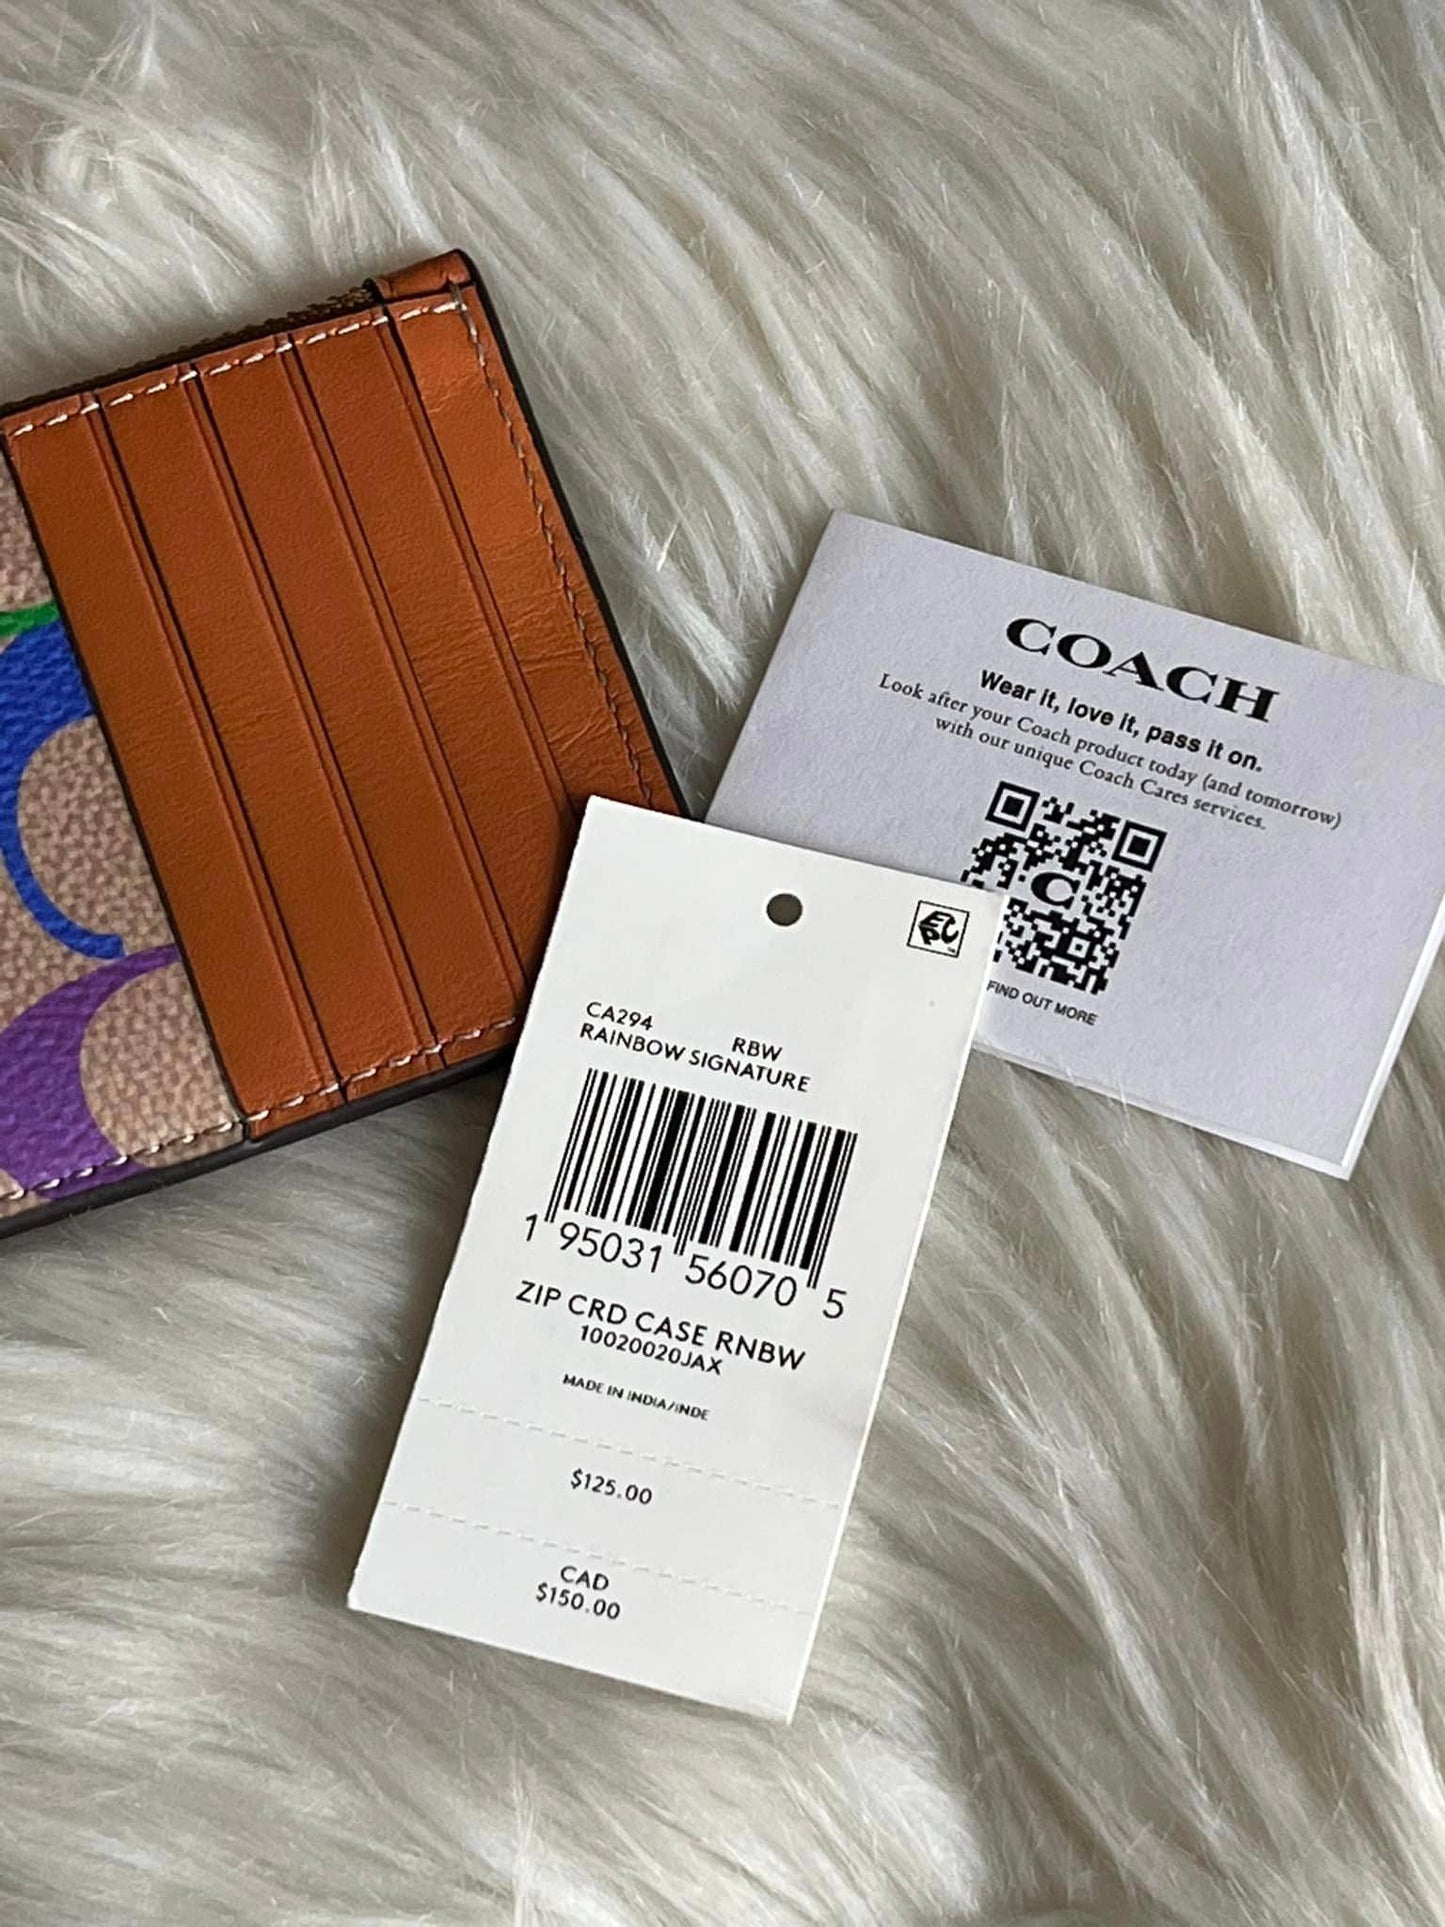 COACH
Wear it, love it, pass it on.
Look after your Coach product today (and tomorrow)
with our unique Coach Cares services.
C
FIND OUT MORE
EPC
CA294 RBW
RAINBOW SIGNATURE
1 95031 56070 5
ZIP CRD CASE RNBW
10020020JAX
MADE IN INDIA/INDE
$125.00
CAD
$150.00